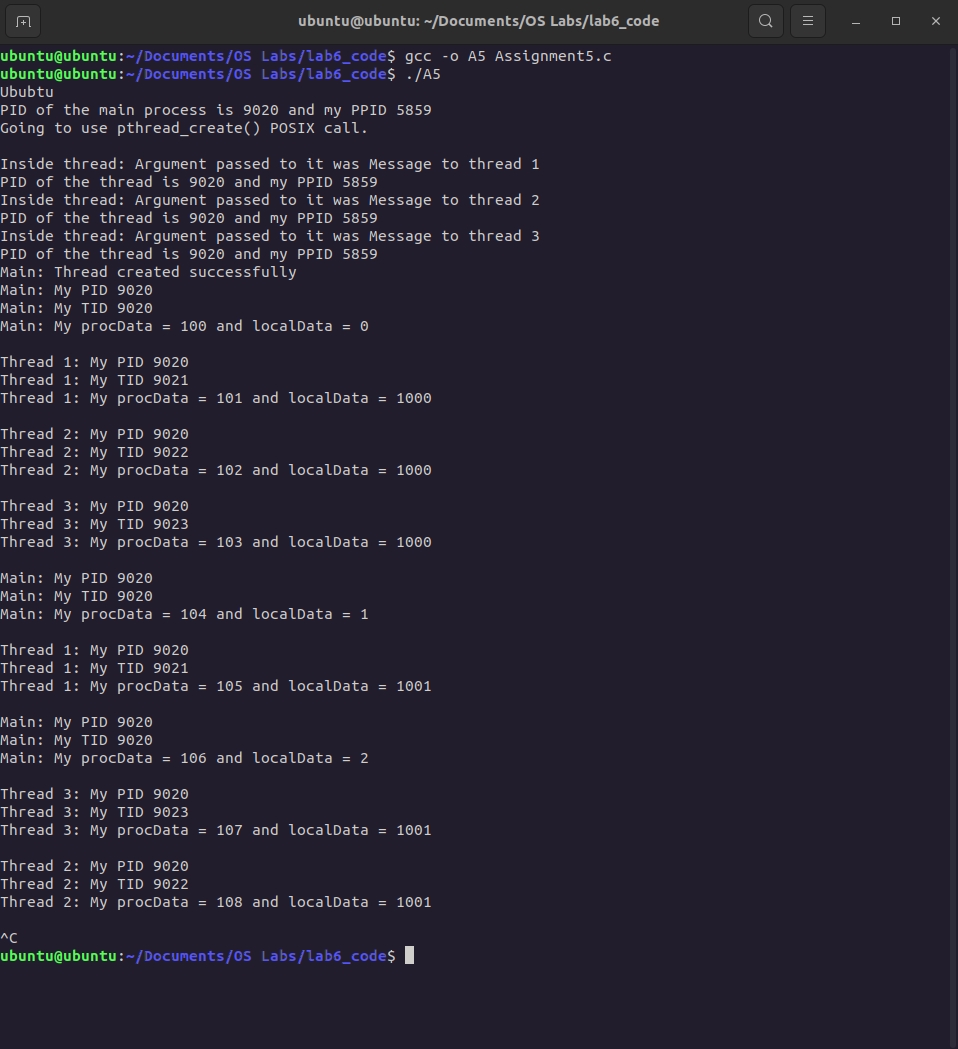 ubuntu@ubuntu: ~/Documents/OS Labs/lab6_code
ubuntu@ubuntu:~/Documents/OS Labs/lab6_code$ gcc -o A5 Assignment5.c
ubuntu@ubuntu:~/Documents/OS Labs/lab6_code$ ./A5
Ububtu
PID of the main process is 9020 and my PPID 5859
Going to use pthread_create() POSIX call.

Inside thread: Argument passed to it was Message to thread 1
PID of the thread is 9020 and my PPID 5859
Inside thread: Argument passed to it was Message to thread 2
PID of the thread is 9020 and my PPID 5859
Inside thread: Argument passed to it was Message to thread 3
PID of the thread is 9020 and my PPID 5859
Main: Thread created successfully
Main: My PID 9020
Main: My TID 9020
Main: My procData = 100 and localData = 0

Thread 1: My PID 9020
Thread 1: My TID 9021
Thread 1: My procData = 101 and localData = 1000

Thread 2: My PID 9020
Thread 2: My TID 9022
Thread 2: My procData = 102 and localData = 1000

Thread 3: My PID 9020
Thread 3: My TID 9023
Thread 3: My procData = 103 and localData = 1000

Main: My PID 9020
Main: My TID 9020
Main: My procData = 104 and localData = 1

Thread 1: My PID 9020
Thread 1: My TID 9021
Thread 1: My procData = 105 and localData = 1001

Main: My PID 9020
Main: My TID 9020
Main: My procData = 106 and localData = 2

Thread 3: My PID 9020
Thread 3: My TID 9023
Thread 3: My procData = 107 and localData = 1001

Thread 2: My PID 9020
Thread 2: My TID 9022
Thread 2: My procData = 108 and localData = 1001

^C
ubuntu@ubuntu:~/Documents/OS Labs/lab6_code$